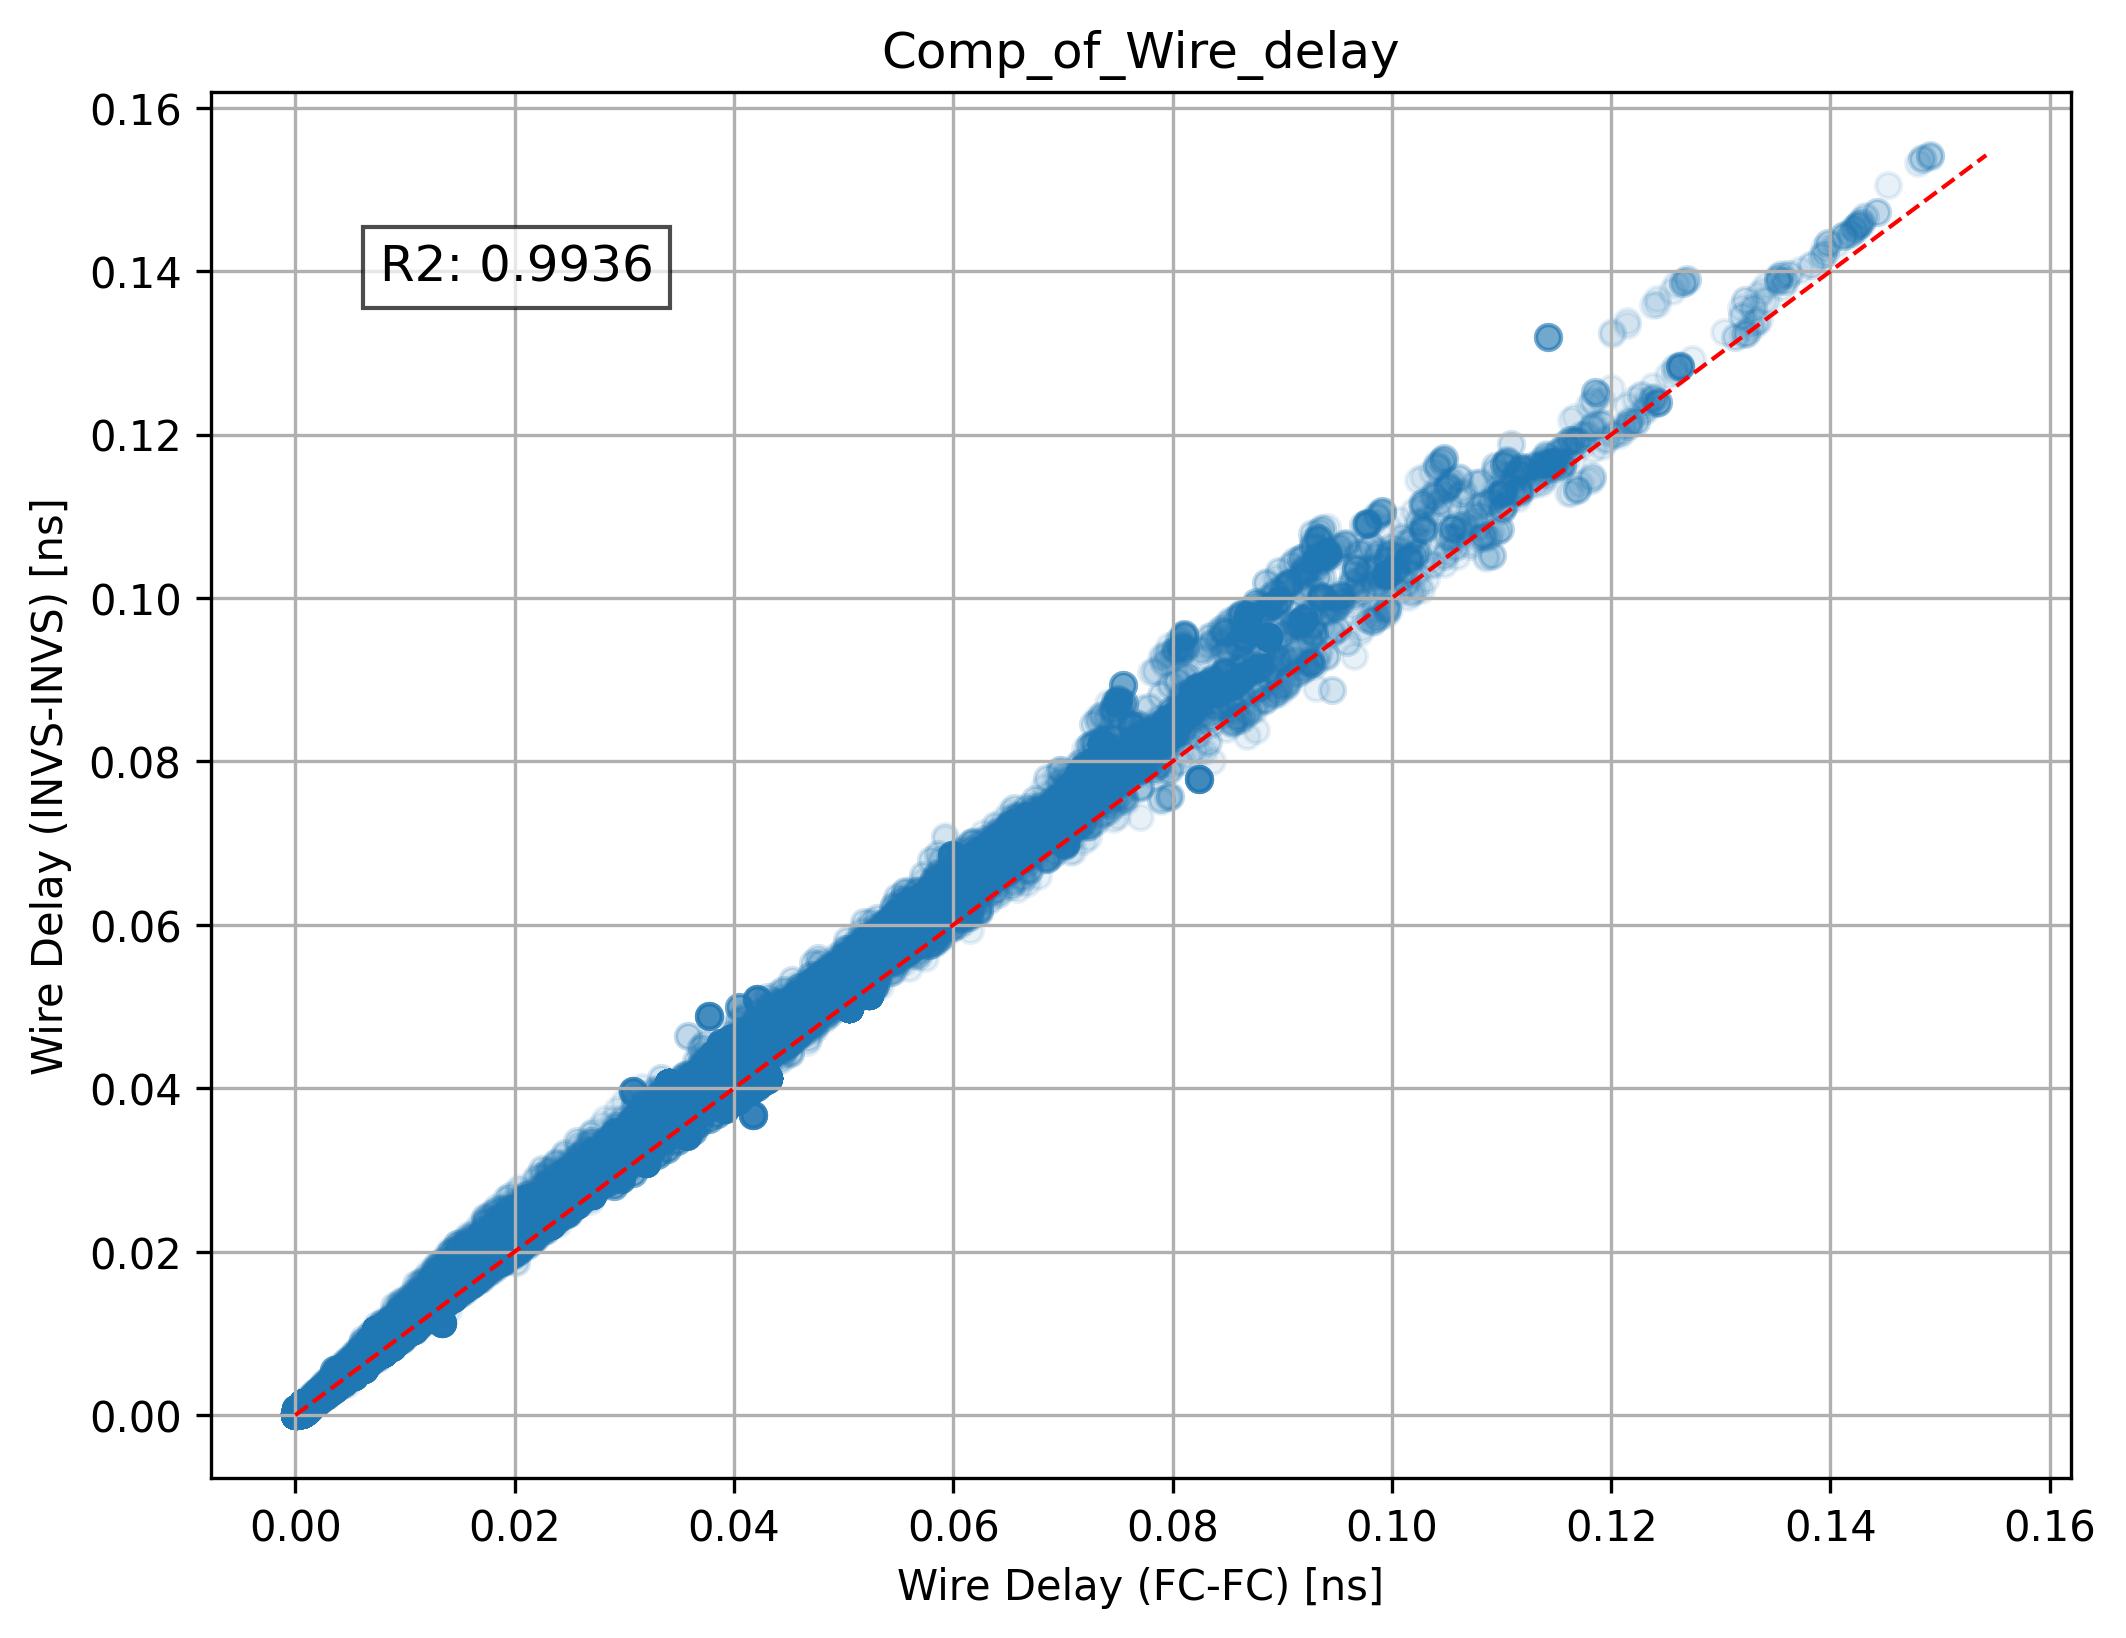 Comp_of_Wire_delay
R2: 0.9936
Wire Delay (INVS-INVS) [ns]
0.16
0.14
0.12
0.10
0.08
0.06
0.04
0.02
0.00
0.00 0.02 0.04 0.06 0.08 0.10 0.12 0.14 0.16
Wire Delay (FC-FC) [ns]